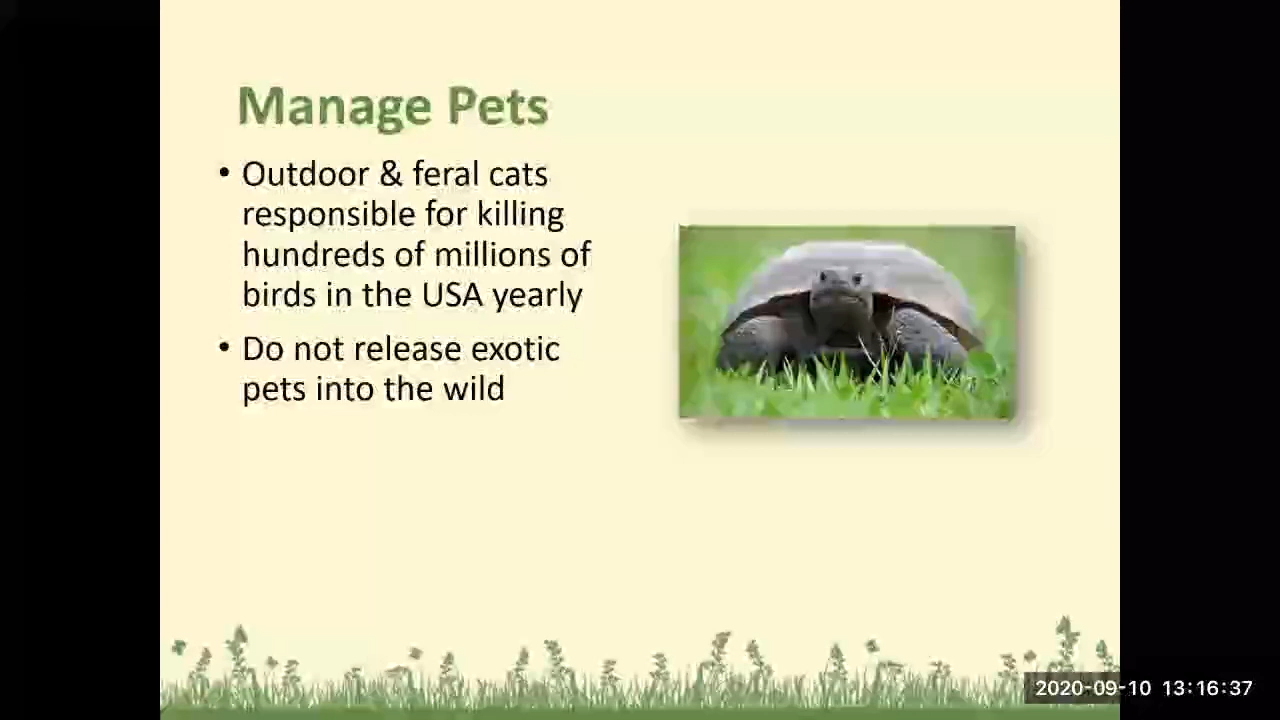 Manage Pets
• Outdoor & feral cats
responsible for killing
hundreds of millions of
birds in the USA yearly
• Do not release exotic
pets into the wild
2020-09-10 13:16:37